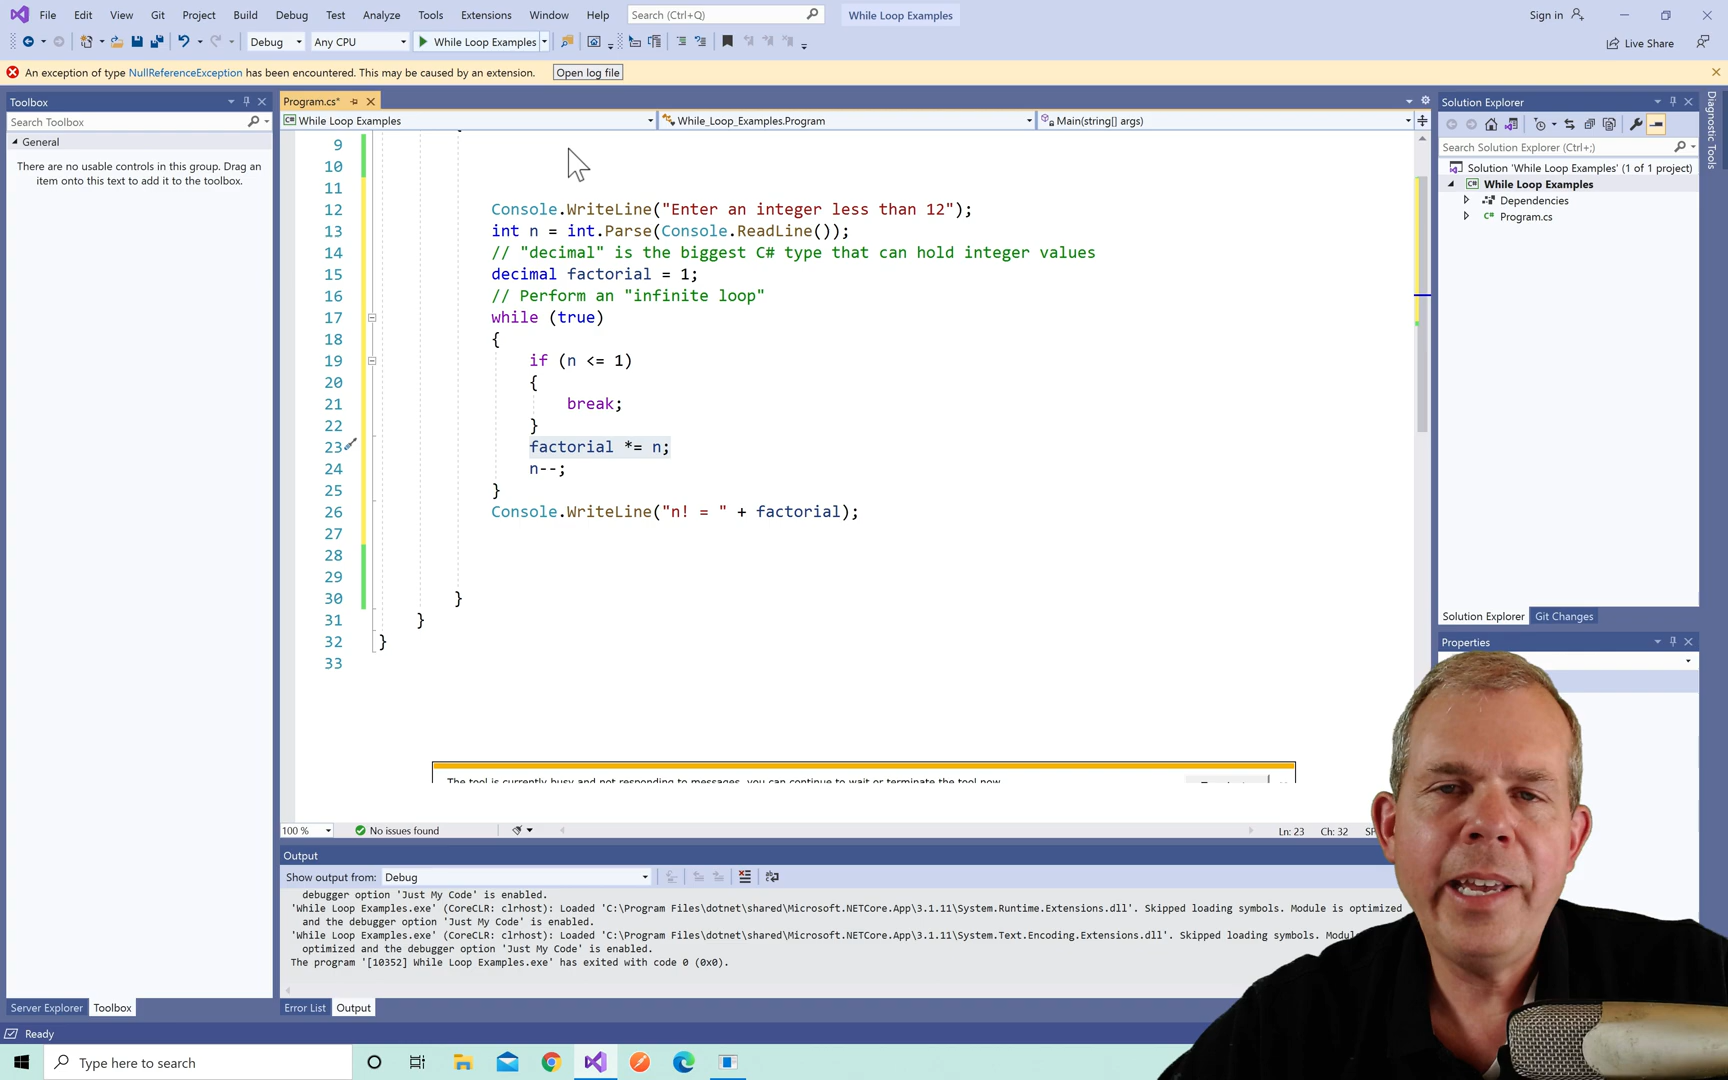 File Edit View Git Project Build Debug Test Analyze Tools Extensions Window Help Search (Ctrl+Q) While Loop Examples Sign in
Debug Any CPU While Loop Examples Live Share
An exception of type NullReferenceException has been encountered. This may be caused by an extension. Open log file
Toolbox
Search Toolbox
General
There are no usable controls in this group. Drag an
item onto this text to add it to the toolbox.
Program.cs*
While Loop Examples While_Loop_Examples.Program Main(string[] args)
9
10
11
12 Console.WriteLine("Enter an integer less than 12");
13 int n = int.Parse(Console.ReadLine());
14 // "decimal" is the biggest C# type that can hold integer values
15 decimal factorial = 1;
16 // Perform an "infinite loop"
17 while (true)
18 {
19 if (n <= 1)
20 {
21 break;
22 }
23 factorial *= n;
24 n--;
25 }
26 Console.WriteLine("n! = " + factorial);
27
28
29
30 }
31 }
32 }
33
The tool is currently busy and not responding to messages, you can continue to wait or terminate the tool now
100 % No issues found Ln: 23 Ch: 32
Output
Show output from: Debug
debugger option 'Just My Code' is enabled.
'While Loop Examples.exe' (CoreCLR: clrhost): Loaded 'C:\Program Files\dotnet\shared\Microsoft.NETCore.App\3.1.11\System.Runtime.Extensions.dll'. Skipped loading symbols. Module is optimized
and the debugger option 'Just My Code' is enabled.
'While Loop Examples.exe' (CoreCLR: clrhost): Loaded 'C:\Program Files\dotnet\shared\Microsoft.NETCore.App\3.1.11\System.Text.Encoding.Extensions.dll'. Skipped loading symbols.
optimized and the debugger option 'Just My Code' is enabled.
The program '[10352] While Loop Examples.exe' has exited with code 0 (0x0).
Server Explorer Toolbox Error List Output
Solution Explorer
Search Solution Explorer (Ctrl+;)
Solution 'While Loop Examples' (1 of 1 project)
While Loop Examples
Dependencies
Program.cs
Solution Explorer Git Changes
Properties
Diagnostic Tools
Ready
Type here to search